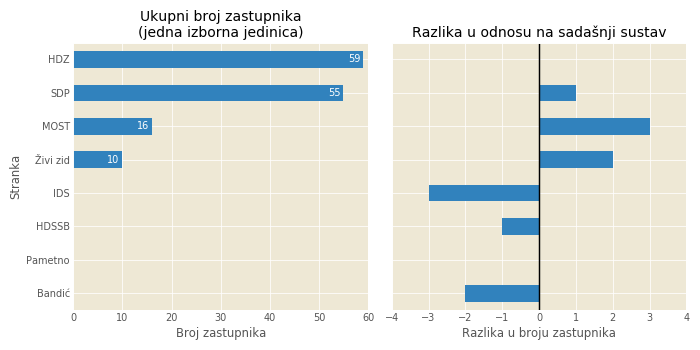 Ukupni broj zastupnika
(jedna izborna jedinica)
Razlika u odnosu na sadašnji sustav
Stranka
HDZ
59
SDP
55
MOST
16
Živi zid
10
IDS
HDSSB
Pametno
Bandić
0 10 20 30 40 50 60
−4 −3 −2 −1 0 1 2 3 4
Broj zastupnika
Razlika u broju zastupnika